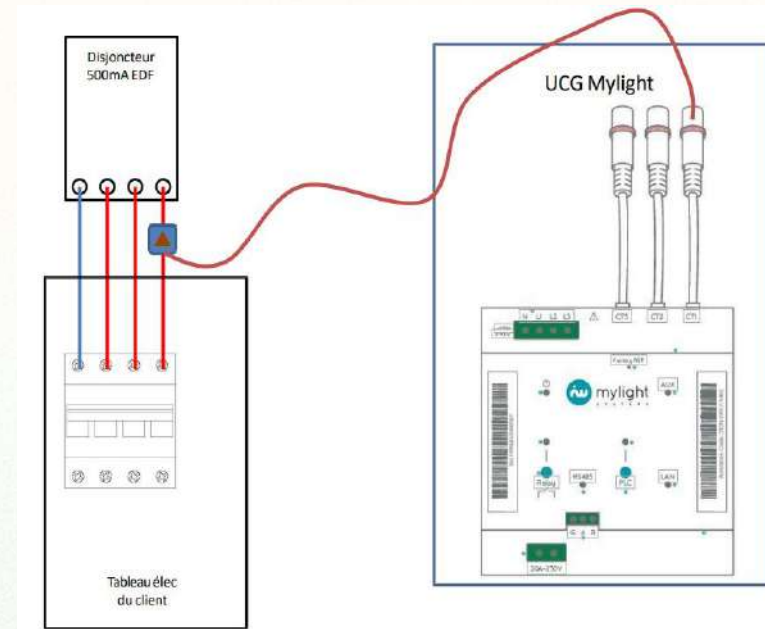 Disjoncteur
500mA EDF
UCG Mylight
CT3 CT2 CT1
N L1 L2 L3
mylight
SYSTEMS
AUX
Relay
RS485
PLC
LAN
Tableau élec
du client